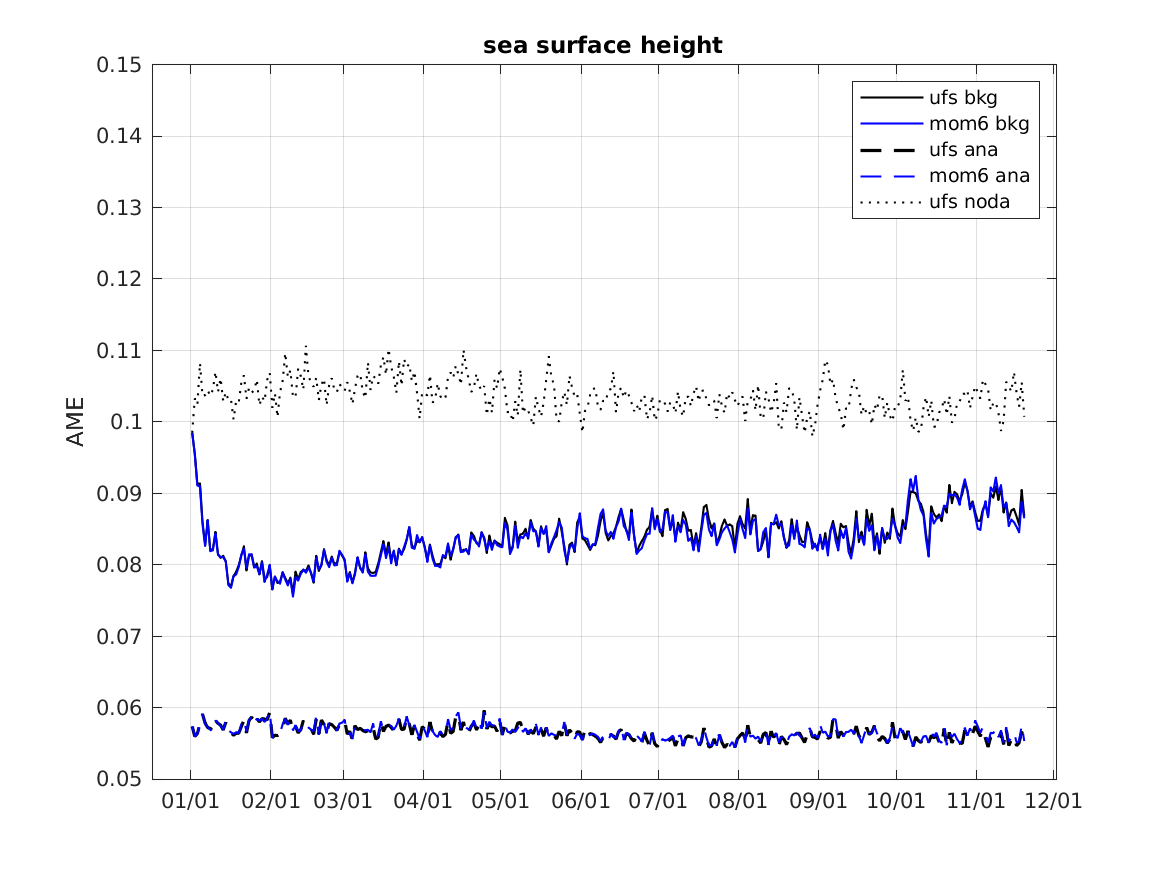 sea surface height
0.15
0.14
0.13
0.12
0.11
0.1
0.09
0.08
0.07
0.06
0.05
AME
ufs bkg
mom6 bkg
ufs ana
mom6 ana
ufs noda
01/01 02/01 03/01 04/01 05/01 06/01 07/01 08/01 09/01 10/01 11/01 12/01